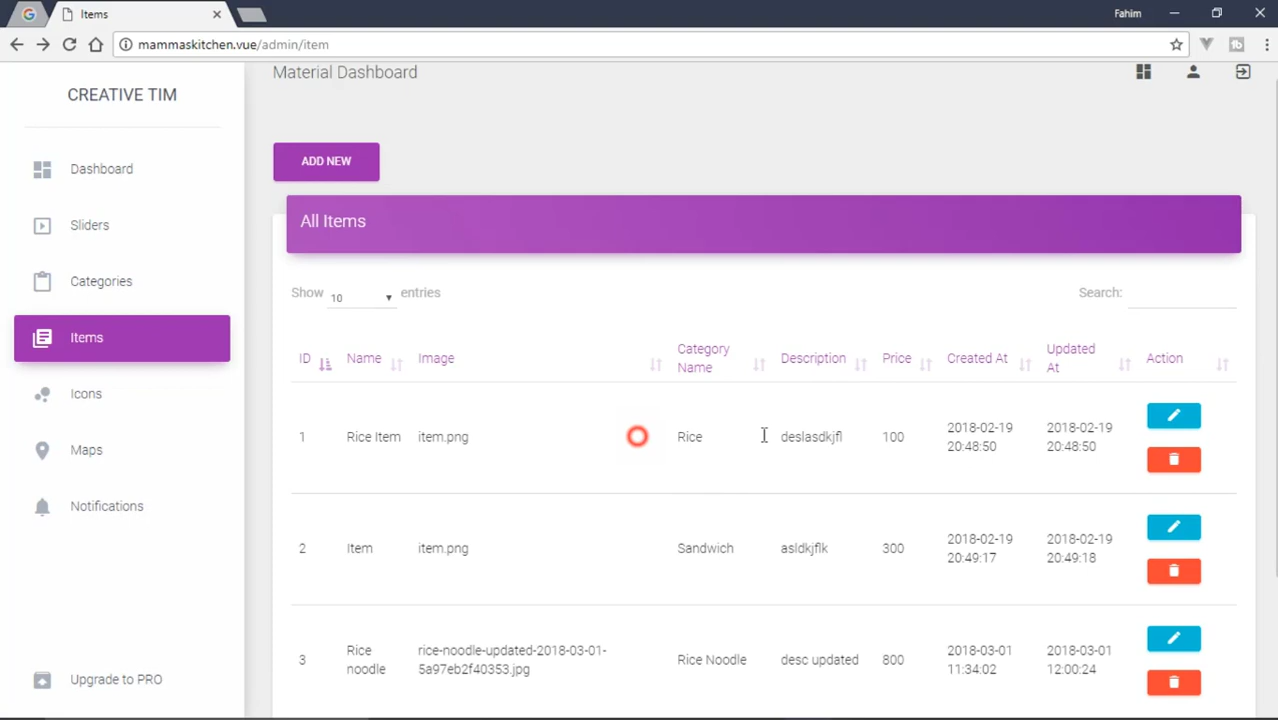 Items
Fahim
mammaskitchen.vue/admin/item
CREATIVE TIM
Material Dashboard
Dashboard
Sliders
Categories
Items
Icons
Maps
Notifications
Upgrade to PRO
ADD NEW
All Items
Show 10 entries
Search:
ID Name Image Category Name Description Price Created At Updated At Action
1 Rice Item item.png Rice deslasdkjfl 100 2018-02-19 20:48:50 2018-02-19 20:48:50
2 Item item.png Sandwich asldkjflk 300 2018-02-19 20:49:17 2018-02-19 20:49:18
3 Rice noodle rice-noodle-updated-2018-03-01-5a97eb2f40353.jpg Rice Noodle desc updated 800 2018-03-01 11:34:02 2018-03-01 12:00:24